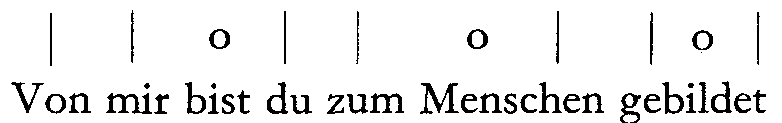 | | o | | o | | o |
Von mir bist du zum Menschen gebildet